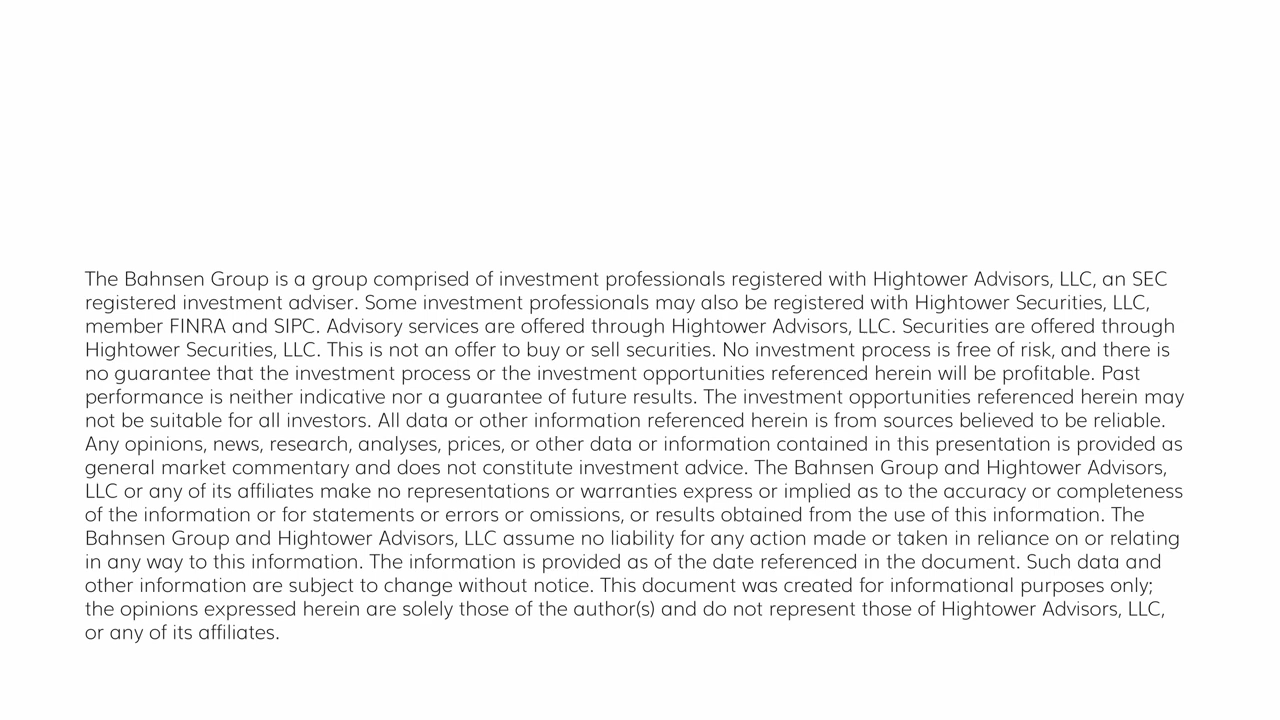 The Bahnsen Group is a group comprised of investment professionals registered with Hightower Advisors, LLC, an SEC
registered investment adviser. Some investment professionals may also be registered with Hightower Securities, LLC,
member FINRA and SIPC. Advisory services are offered through Hightower Advisors, LLC. Securities are offered through
Hightower Securities, LLC. This is not an offer to buy or sell securities. No investment process is free of risk, and there is
no guarantee that the investment process or the investment opportunities referenced herein will be profitable. Past
performance is neither indicative nor a guarantee of future results. The investment opportunities referenced herein may
not be suitable for all investors. All data or other information referenced herein is from sources believed to be reliable.
Any opinions, news, research, analyses, prices, or other data or information contained in this presentation is provided as
general market commentary and does not constitute investment advice. The Bahnsen Group and Hightower Advisors,
LLC or any of its affiliates make no representations or warranties express or implied as to the accuracy or completeness
of the information or for statements or errors or omissions, or results obtained from the use of this information. The
Bahnsen Group and Hightower Advisors, LLC assume no liability for any action made or taken in reliance on or relating
in any way to this information. The information is provided as of the date referenced in the document. Such data and
other information are subject to change without notice. This document was created for informational purposes only;
the opinions expressed herein are solely those of the author(s) and do not represent those of Hightower Advisors, LLC,
or any of its affiliates.